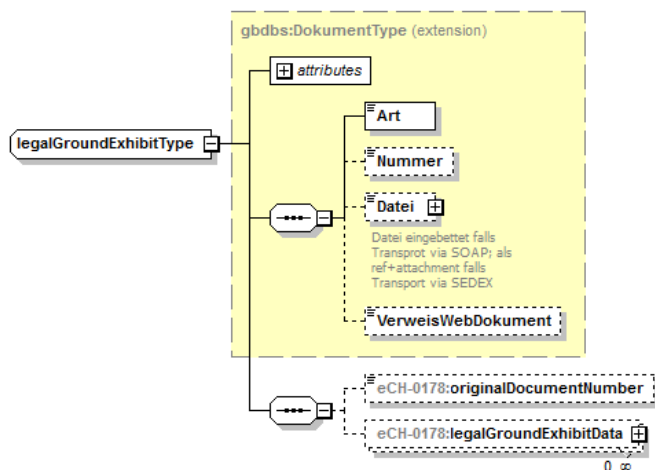 gbdbs:DokumentType (extension)
attributes
legalGroundExhibitType
Art
Nummer
Datei
Datei eingebettet falls
Transprot via SOAP; als
ref+attachment falls
Transport via SEDEX
VerweisWebDokument
eCH-0178:originalDocumentNumber
eCH-0178:legalGroundExhibitData
0..∞